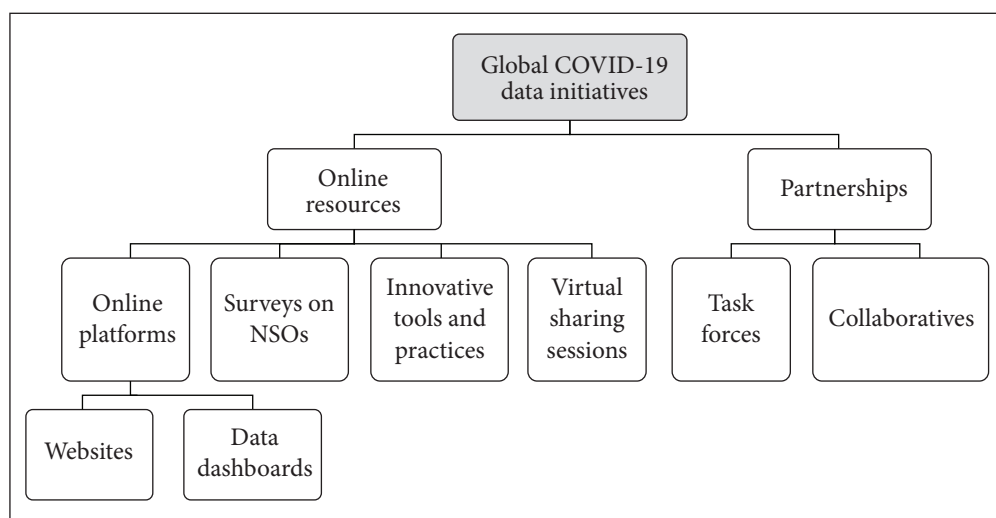 Global COVID-19
data initiatives
Online
resources
Partnerships
Online
platforms
Surveys on
NSOs
Innovative
tools and
practices
Virtual
sharing
sessions
Task
forces
Collaboratives
Websites
Data
dashboards